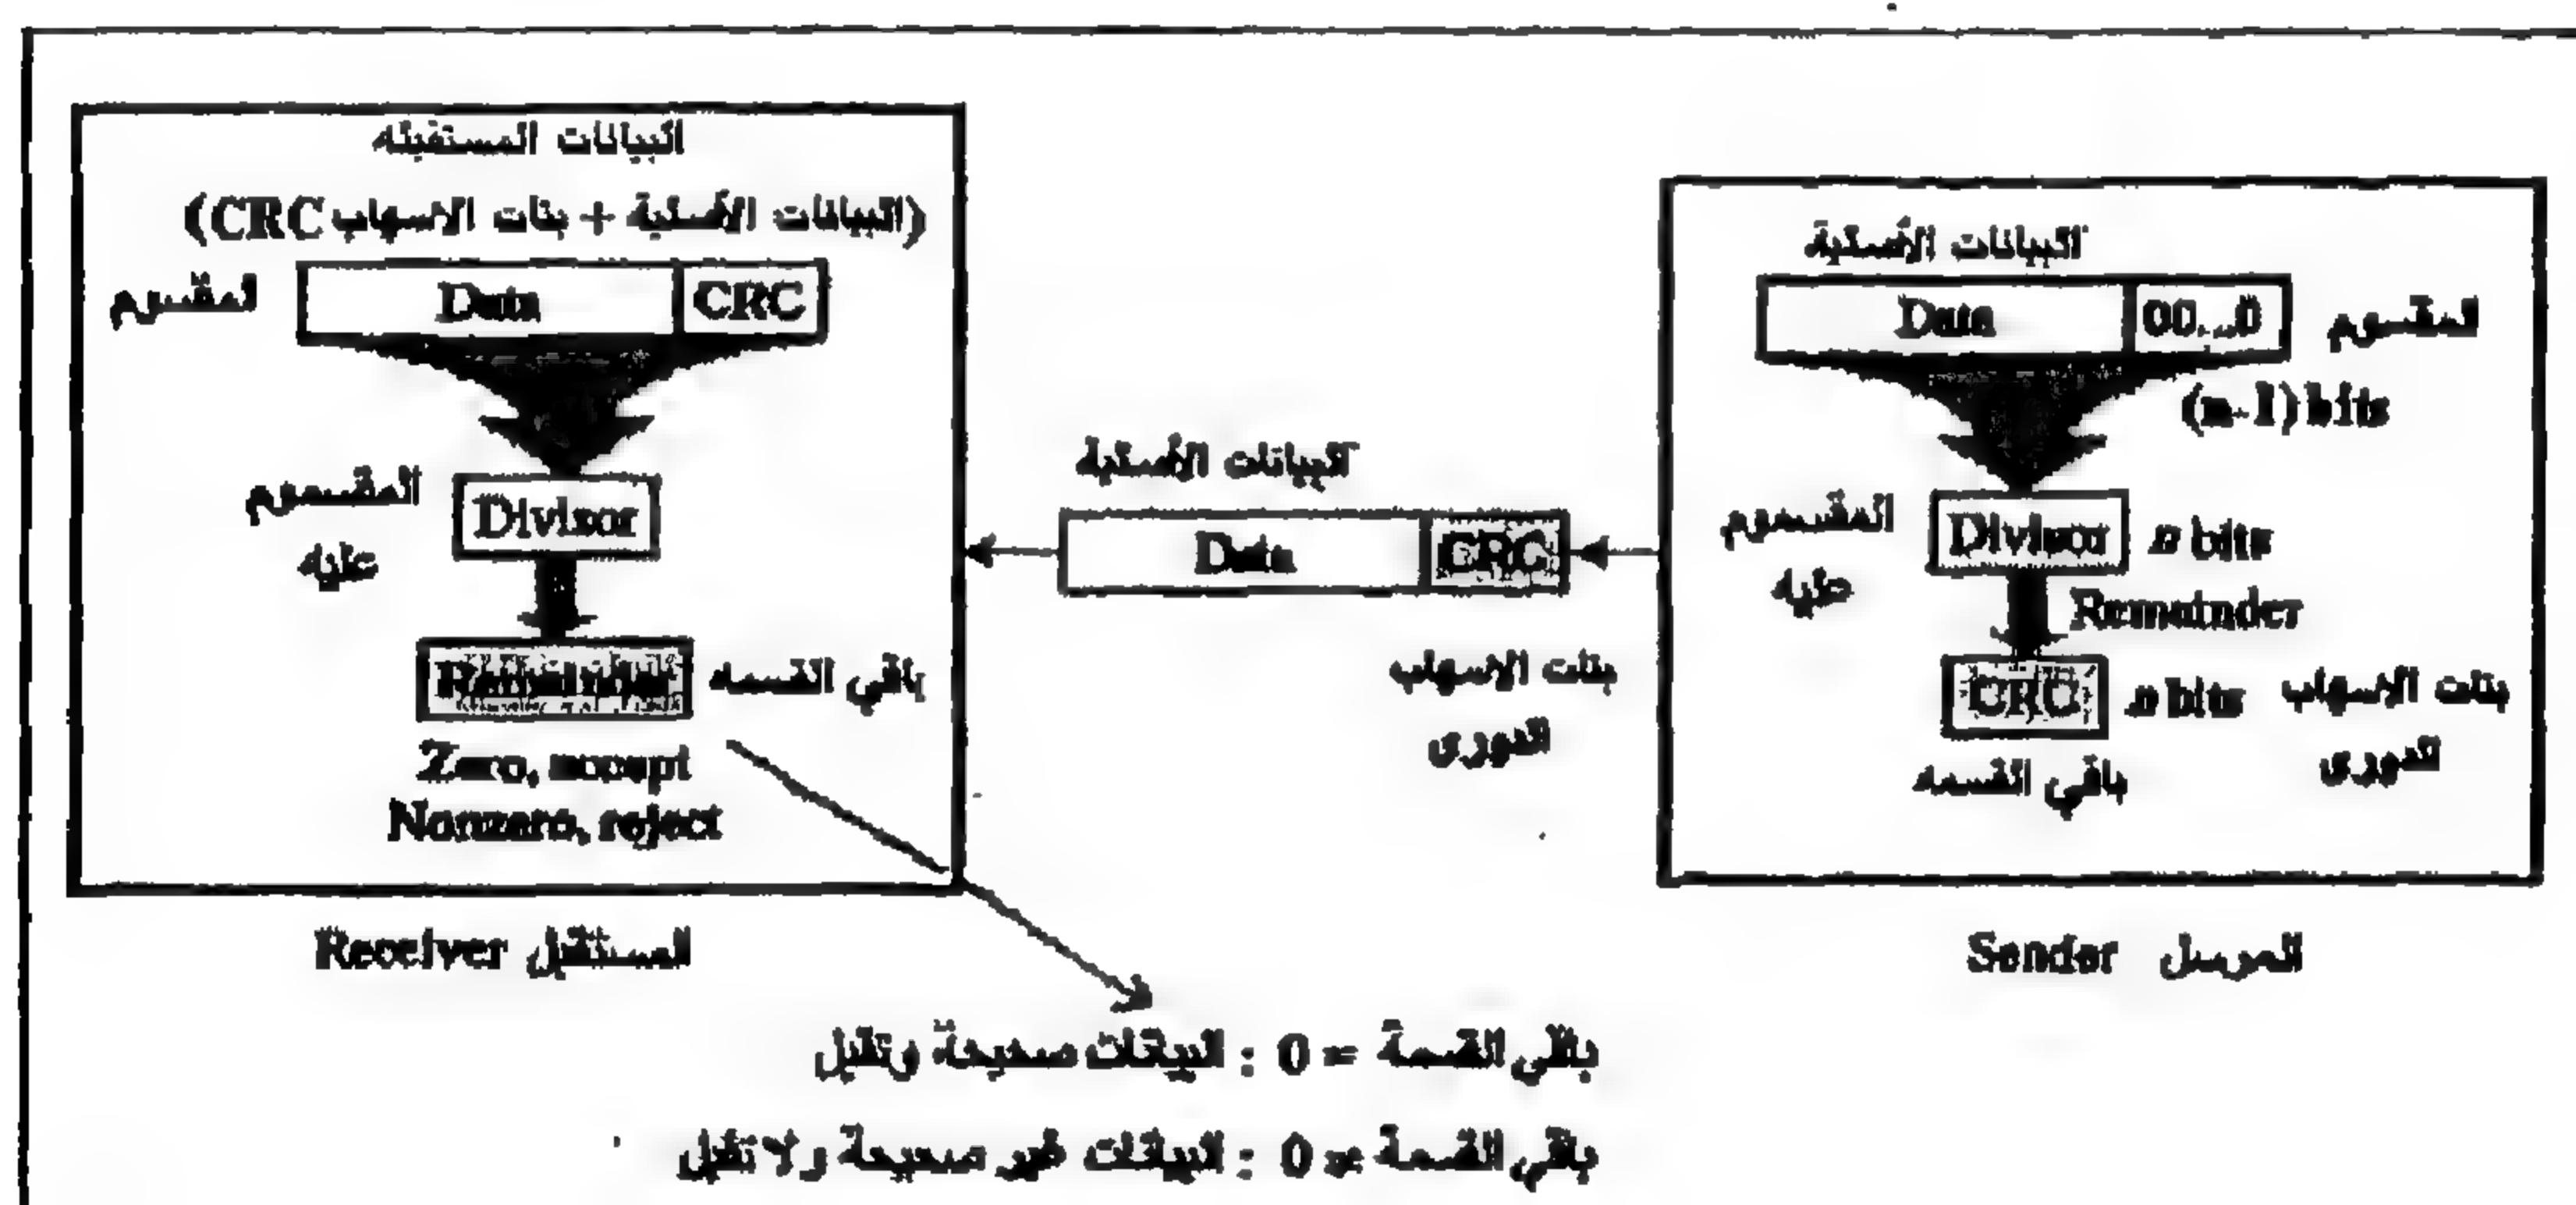 البيانات المستقبله
(البيانات الأصلية + بتات الاسهاب CRC)
المقسوم
Data
CRC
المقسوم
عليه
Divisor
Remainder
باقي القسمه
Zero, accept
Nonzero, reject
المستقبل Receiver
البيانات الأصلية
Data
CRC
بتات الاسهاب
الدورى
البيانات الأصلية
Data
00...0
المقسوم
(n-1) bits
المقسوم
عليه
Divisor
n bits
Remainder
CRC
n bits
بتات الاسهاب
الدورى
باقي القسمه
المرسل Sender
باقي القسمة = 0 : البيانات صحيحة وتقبل
باقي القسمة ≠ 0 : البيانات غير صحيحة ولا تقبل